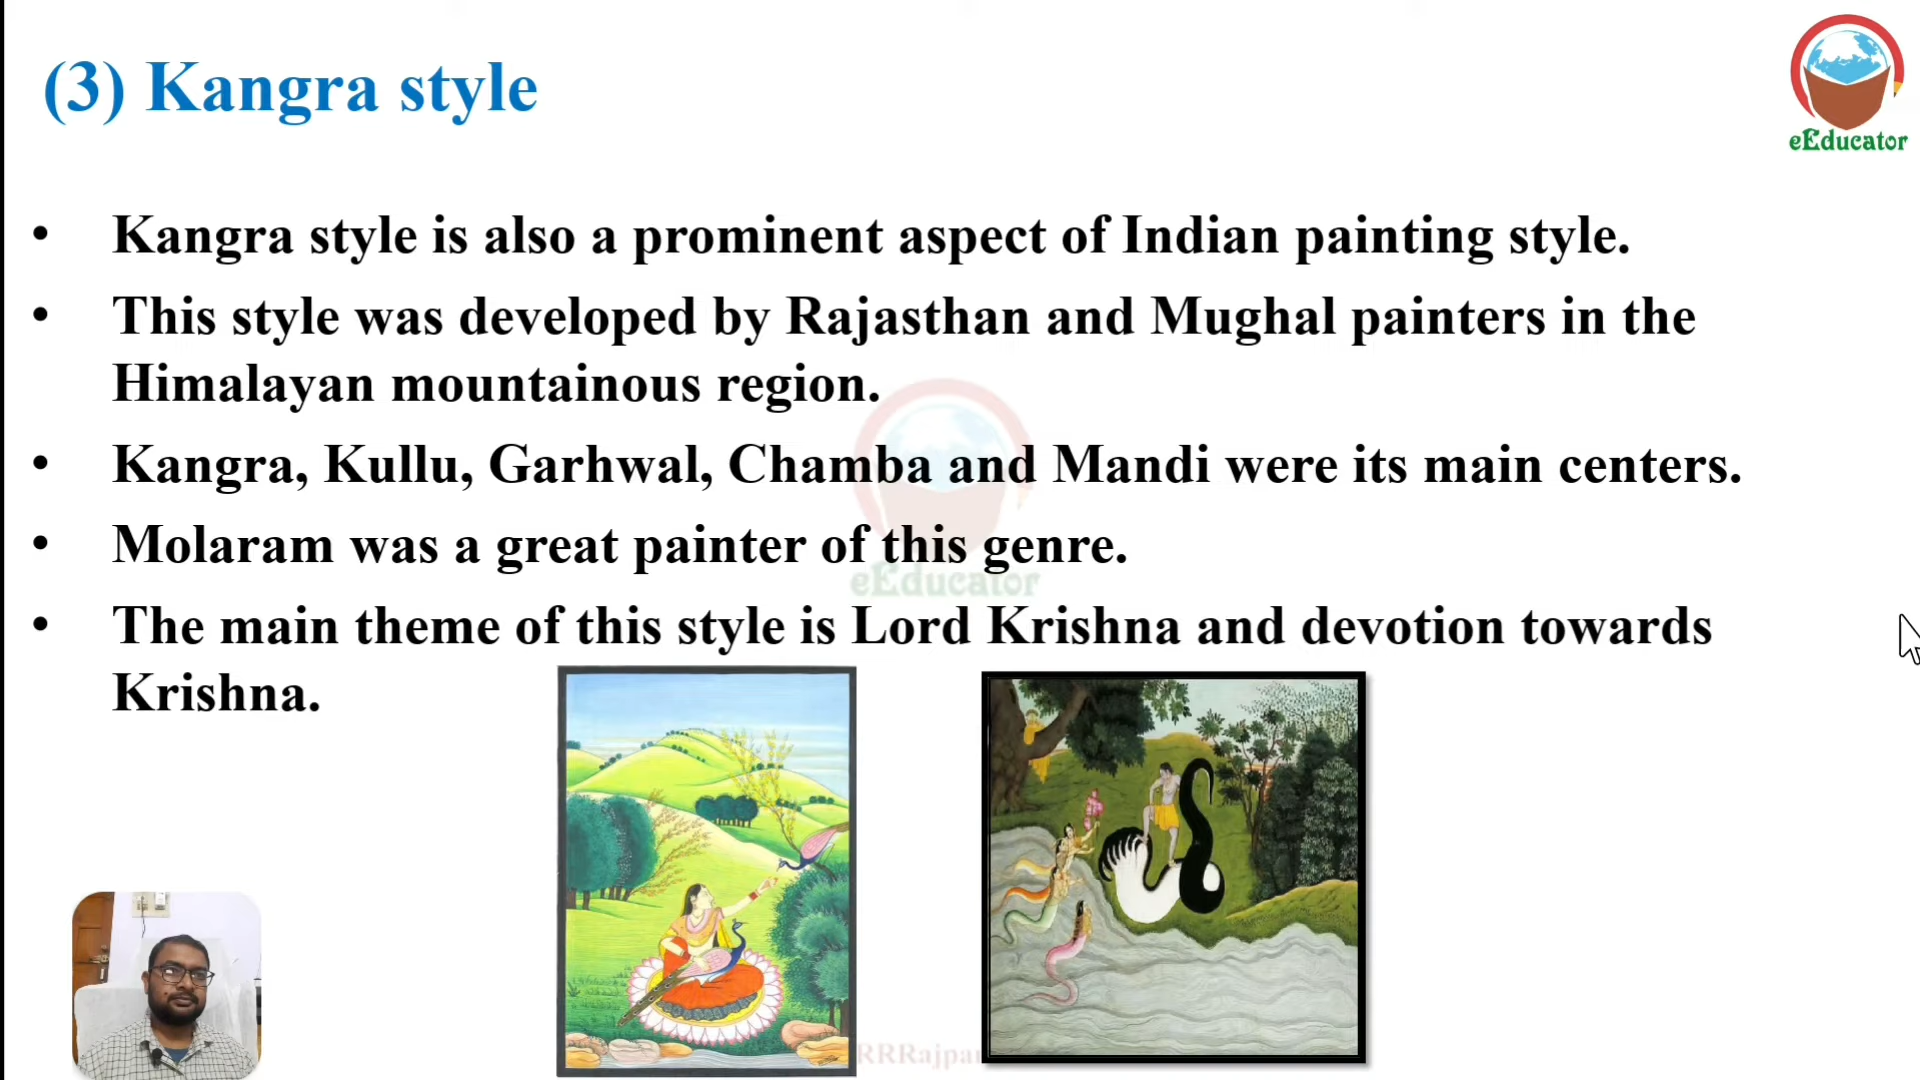 (3) Kangra style
eEducator
• Kangra style is also a prominent aspect of Indian painting style.
• This style was developed by Rajasthan and Mughal painters in the
Himalayan mountainous region.
• Kangra, Kullu, Garhwal, Chamba and Mandi were its main centers.
• Molaram was a great painter of this genre.
eEducator
• The main theme of this style is Lord Krishna and devotion towards
Krishna.